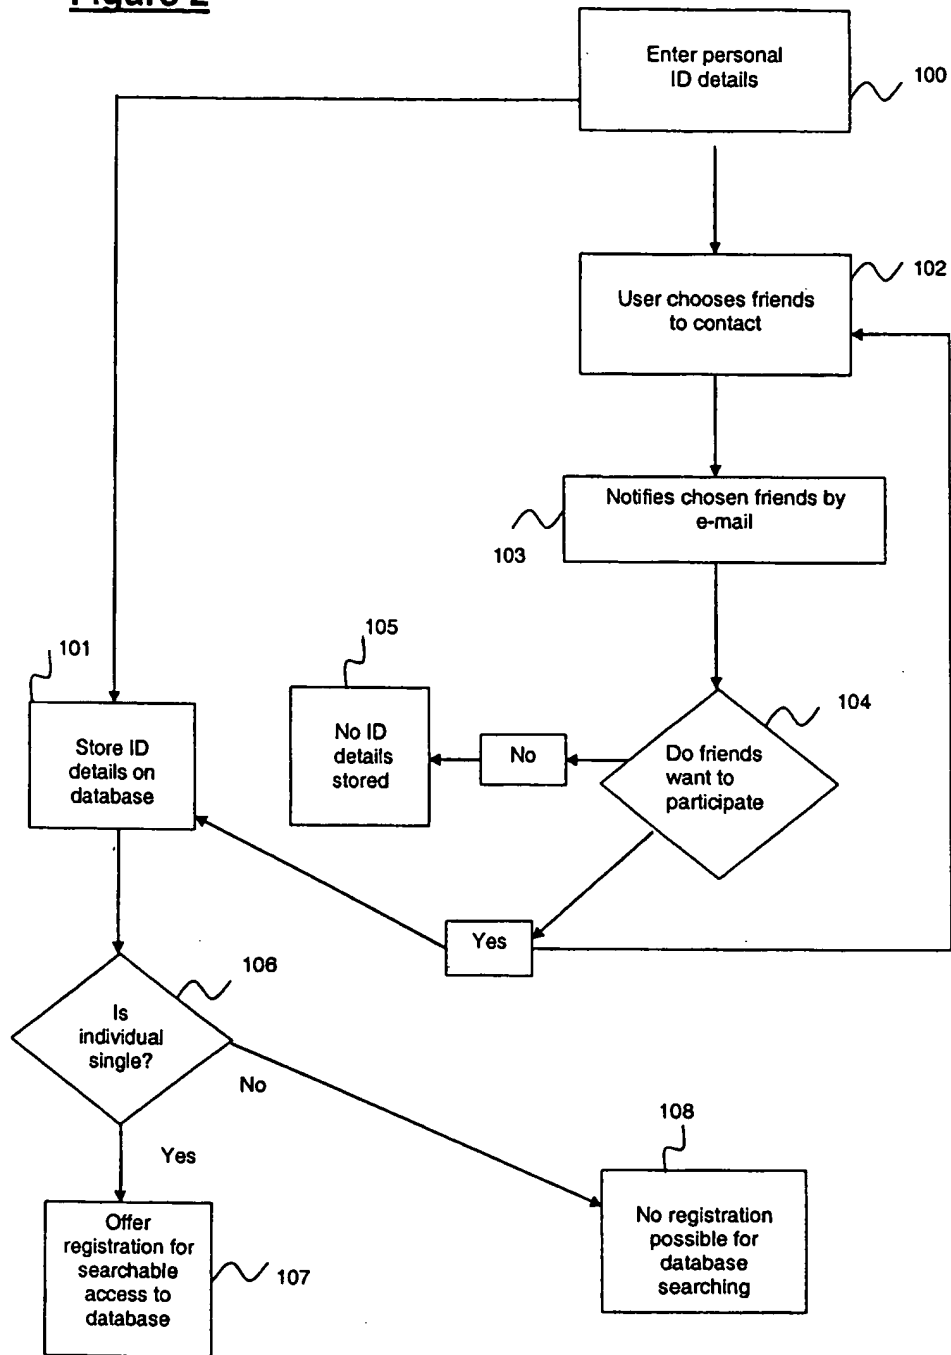 Figure 2
Enter personal
ID details
100
102
User chooses friends
to contact
Notifies chosen friends by
e-mail
103
105
101
104
Store ID
details on
database
No ID
details
stored
No
Do friends
want to
participate
Yes
106
Is
individual
single?
No
Yes
108
Offer
registration for
searchable
access to
database
107
No registration
possible for
database
searching